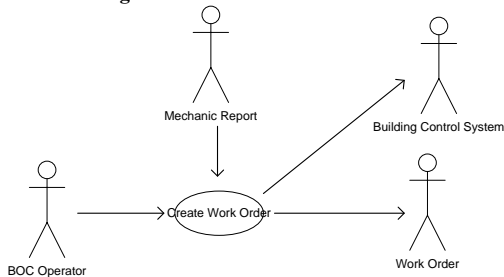 Mechanic Report
Building Control System
Create Work Order
BOC Operator
Work Order